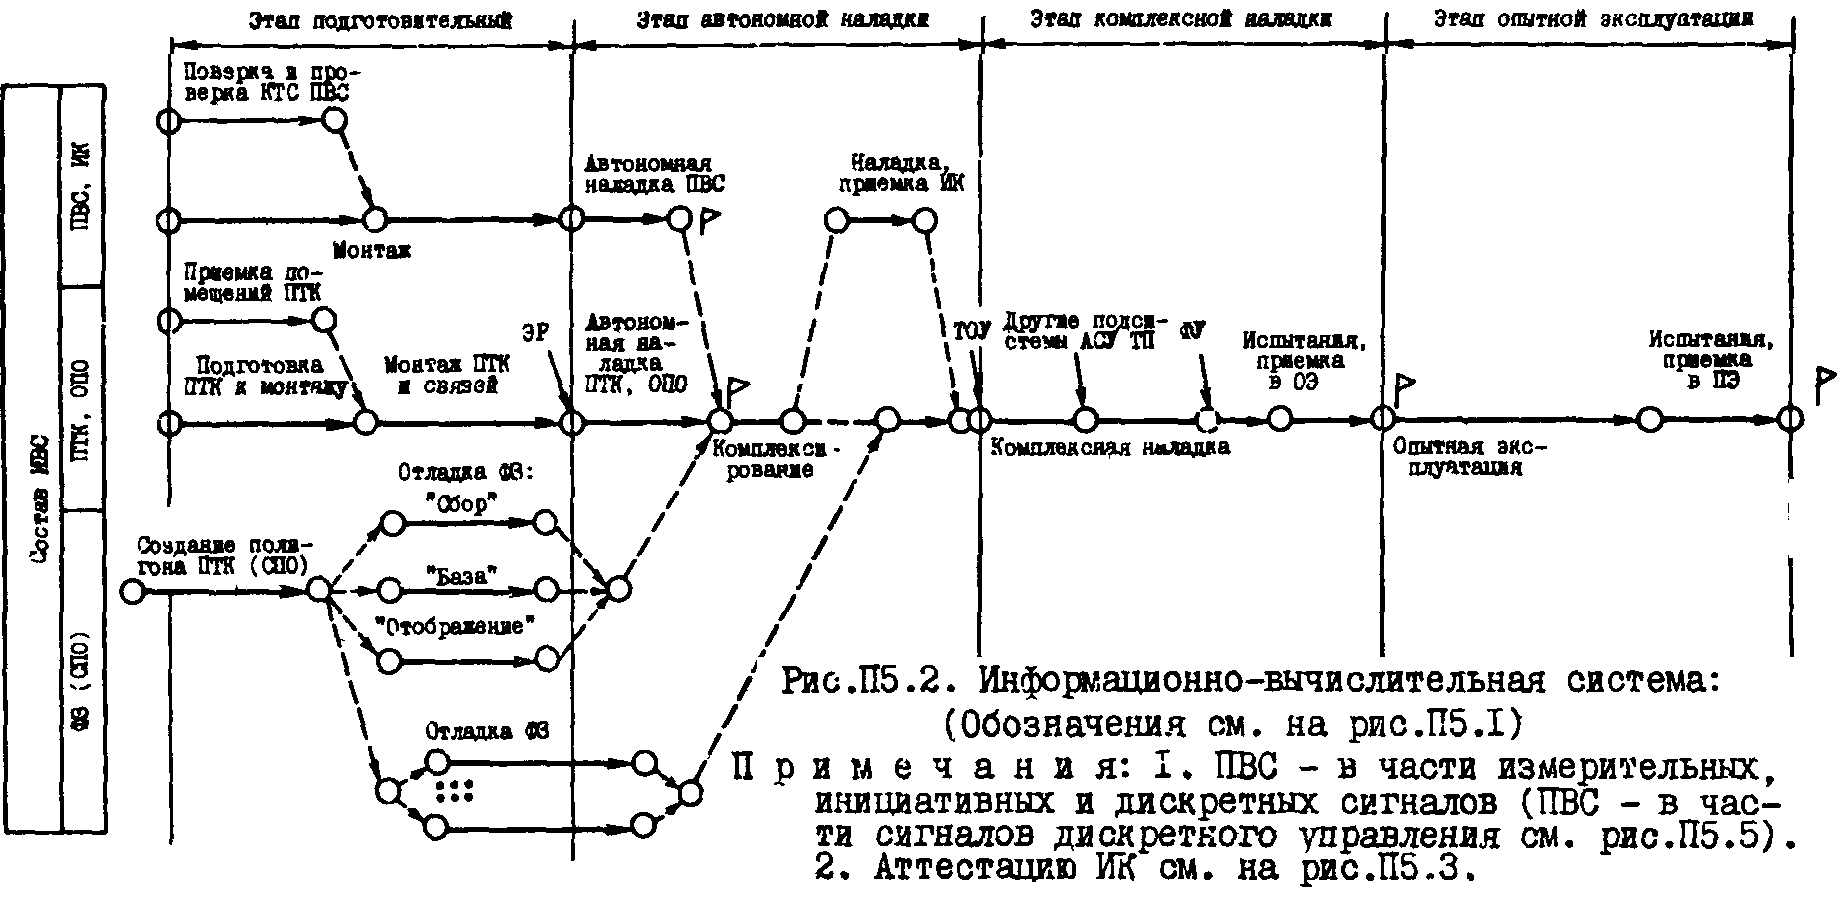 Этап подготовительный
Этап автономной наладки
Этап комплексной наладки
Этап опытной эксплуатации
Состав ИВС
ПВС, ИК
ПТК, ОПО
ФЗ (СПО)
Поверка и про-
верка КТС ПВС
Монтаж
Автономная
наладка ПВС
Наладка,
приемка ИК
Приемка по-
мещений ПТК
Подготовка
ПТК к монтажу
Монтаж ПТК
и связей
ЭР
Автоном-
ная на-
ладка
ПТК, ОПО
Комплекси-
рование
ТОУ
Другие подси-
стемы АСУ ТП
ФУ
Испытания,
приемка
в ОЭ
Испытания,
приемка
в ПЭ
Комплексная наладка
Опытная экс-
плуатация
Отладка ФЗ:
"Сбор"
"База"
"Отображение"
Создание поли-
гона ПТК (СПО)
Отладка ФЗ
Рис.П5.2. Информационно-вычислительная система:
(Обозначения см. на рис.П5.I)
П р и м е ч а н и я: I. ПВС - в части измерительных,
инициативных и дискретных сигналов (ПВС - в час-
ти сигналов дискретного управления см. рис.П5.5).
2. Аттестацию ИК см. на рис.П5.3.